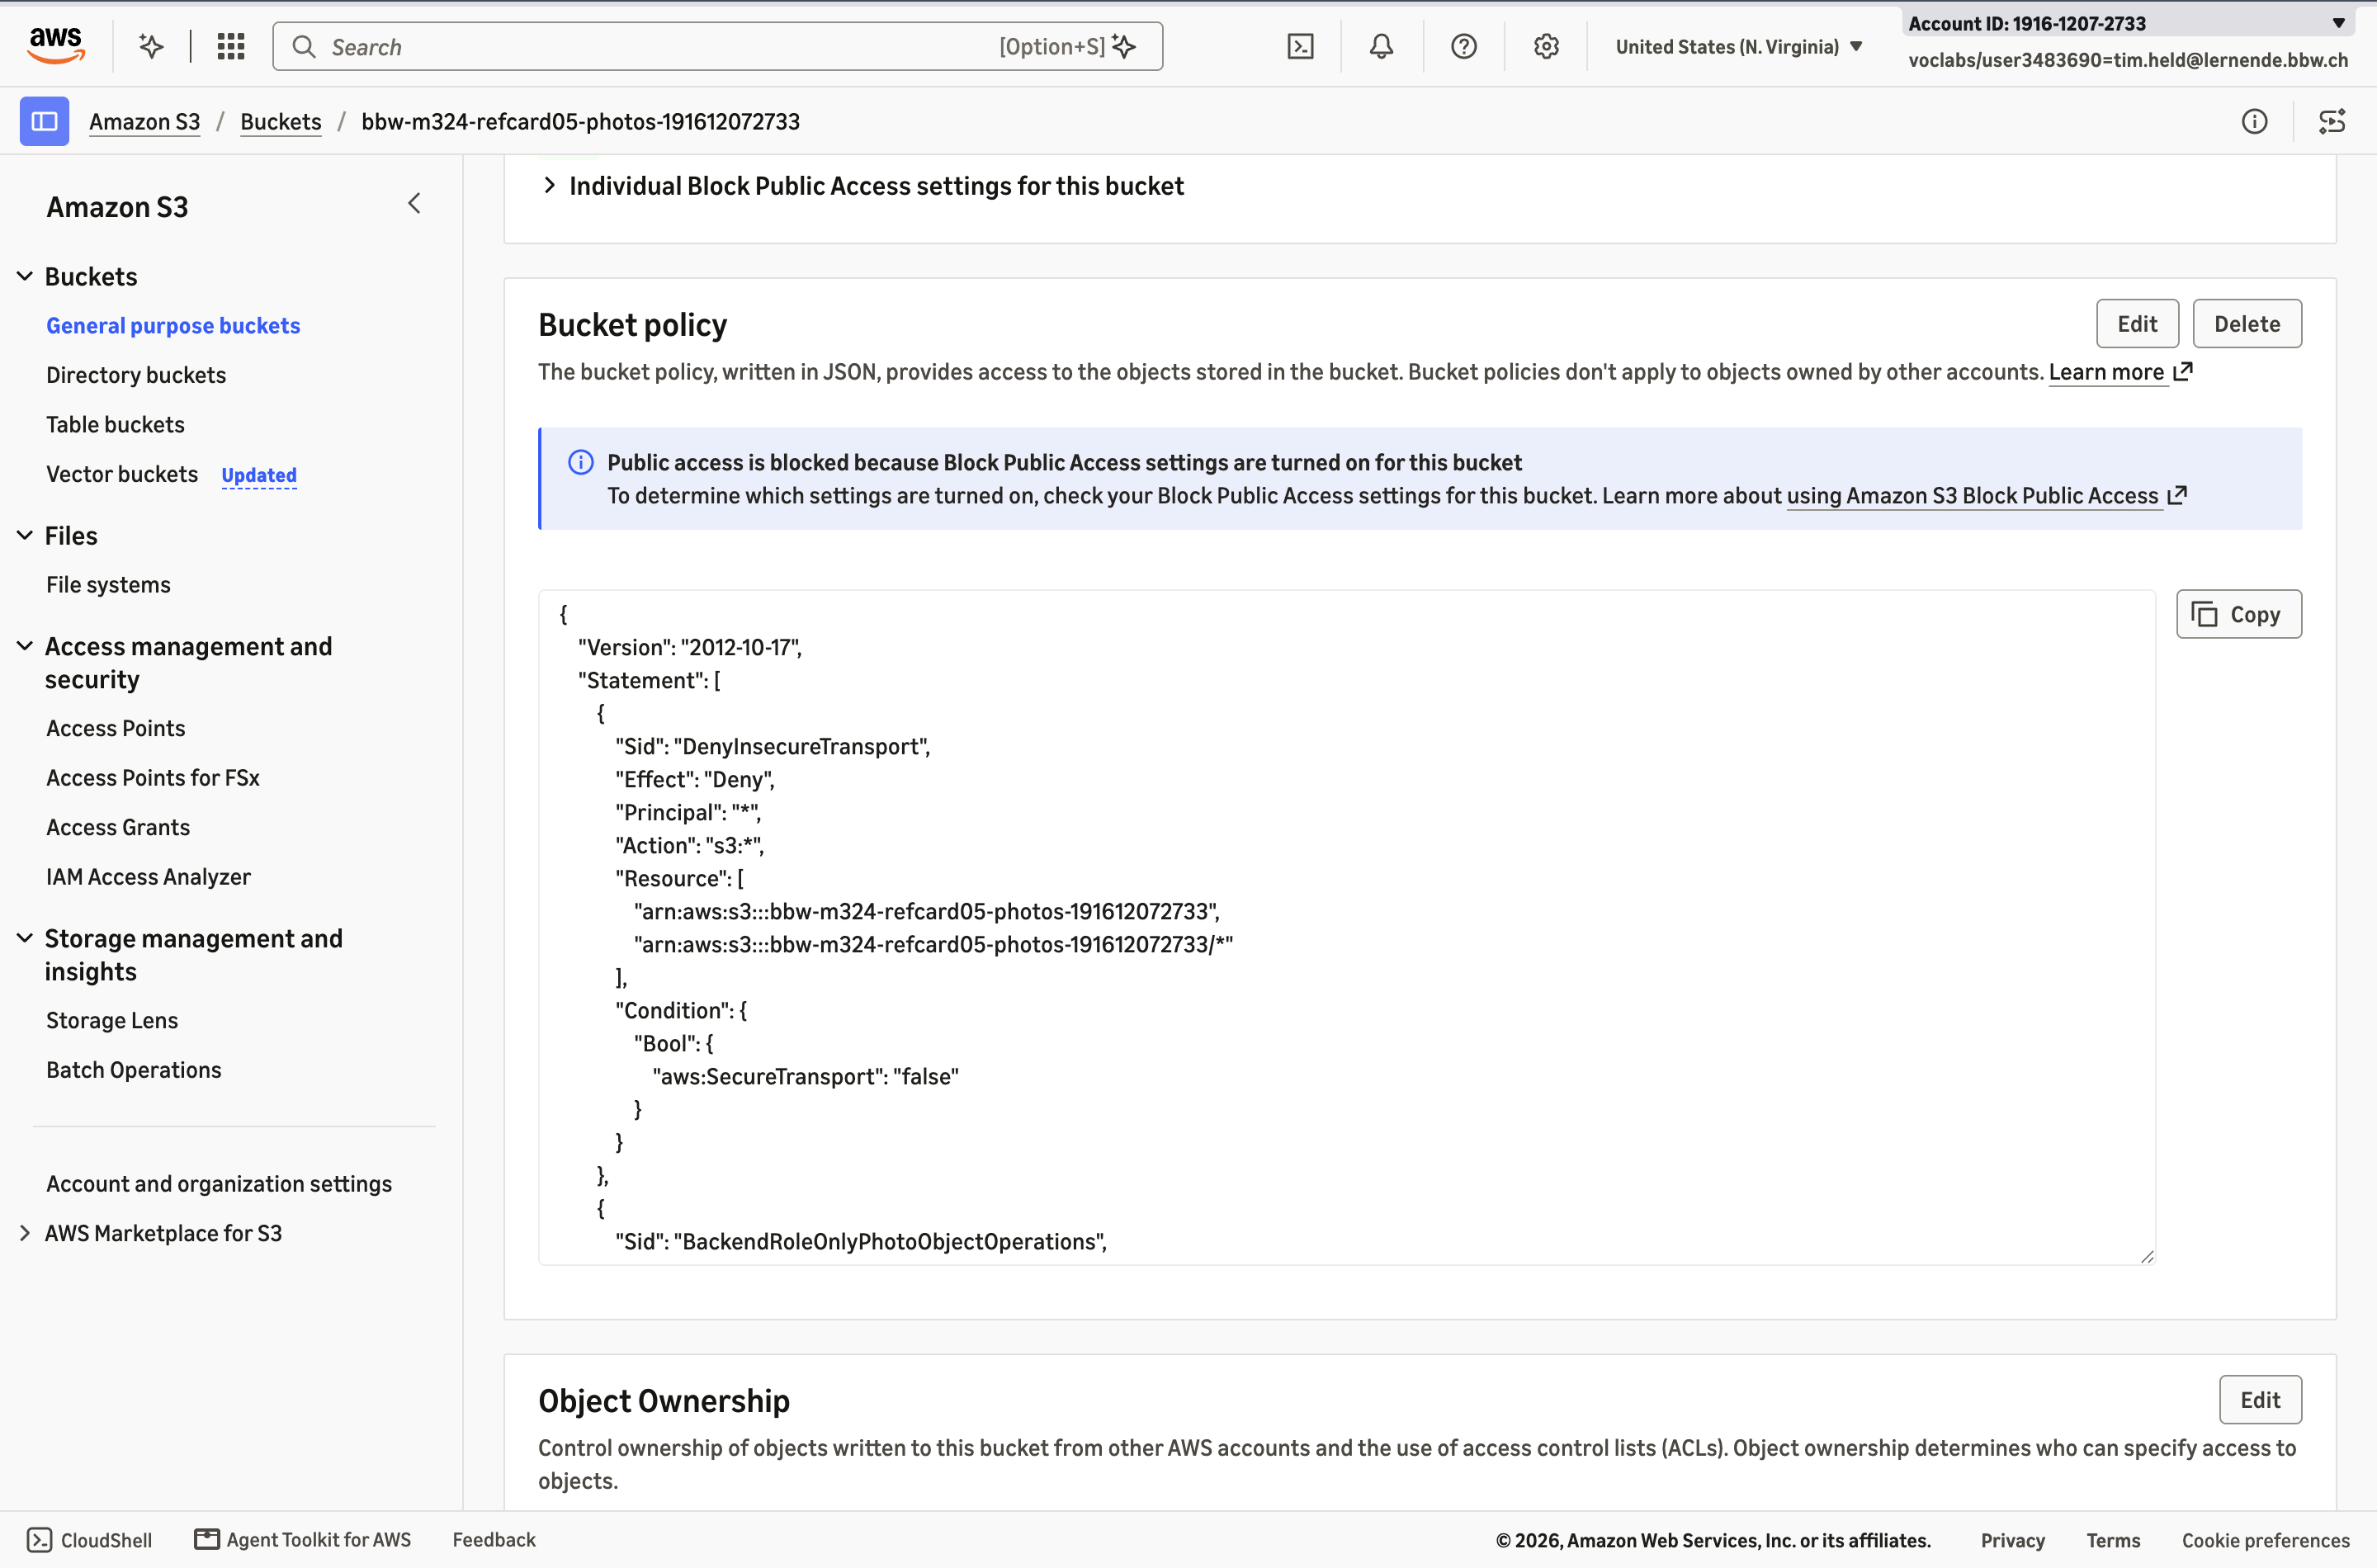 aws
Search
[Option+S]
United States (N. Virginia)
Account ID: 1916-1207-2733
voclabs/user3483690=tim.held@lernende.bbw.ch
Amazon S3 / Buckets / bbw-m324-refcard05-photos-191612072733
Amazon S3
Buckets
General purpose buckets
Directory buckets
Table buckets
Vector buckets Updated
Files
File systems
Access management and
security
Access Points
Access Points for FSx
Access Grants
IAM Access Analyzer
Storage management and
insights
Storage Lens
Batch Operations
Account and organization settings
AWS Marketplace for S3
Individual Block Public Access settings for this bucket
Bucket policy
Edit
Delete
The bucket policy, written in JSON, provides access to the objects stored in the bucket. Bucket policies don't apply to objects owned by other accounts. Learn more
Public access is blocked because Block Public Access settings are turned on for this bucket
To determine which settings are turned on, check your Block Public Access settings for this bucket. Learn more about using Amazon S3 Block Public Access
Copy
{
"Version": "2012-10-17",
"Statement": [
{
"Sid": "DenyInsecureTransport",
"Effect": "Deny",
"Principal": "*",
"Action": "s3:*",
"Resource": [
"arn:aws:s3:::bbw-m324-refcard05-photos-191612072733",
"arn:aws:s3:::bbw-m324-refcard05-photos-191612072733/*"
],
"Condition": {
"Bool": {
"aws:SecureTransport": "false"
}
}
},
{
"Sid": "BackendRoleOnlyPhotoObjectOperations",
Object Ownership
Edit
Control ownership of objects written to this bucket from other AWS accounts and the use of access control lists (ACLs). Object ownership determines who can specify access to
objects.
CloudShell
Agent Toolkit for AWS
Feedback
© 2026, Amazon Web Services, Inc. or its affiliates.
Privacy
Terms
Cookie preferences